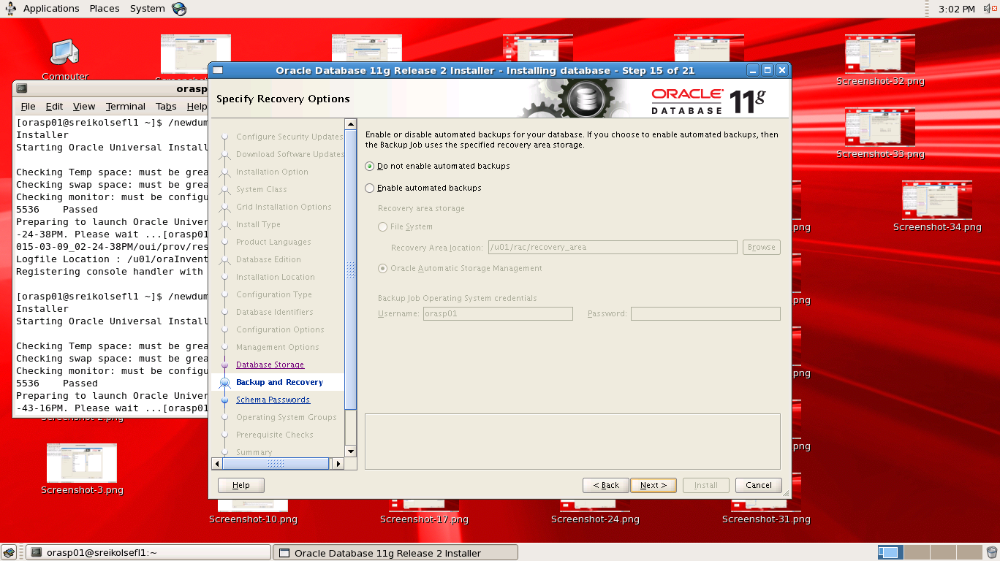 Applications Places System
3:02 PM
Computer
Screenshot-32.png
Screenshot-33.png
Screenshot-34.png
png
png
png
png
Screenshot-2.png
Screenshot-3.png
Screenshot-10.png
Screenshot-17.png
Screenshot-24.png
Screenshot-31.png
orasp
File Edit View Terminal Tabs Help
[orasp01@sreikolsefl1 ~]$ /newdum
Installer
Starting Oracle Universal Install
Checking Temp space: must be grea
Checking swap space: must be grea
Checking monitor: must be configu
5536    Passed
Preparing to launch Oracle Univer
-24-38PM. Please wait ...[orasp01
015-03-09_02-24-38PM/oui/prov/res
Logfile Location : /u01/oraInvent
Registering console handler with
[orasp01@sreikolsefl1 ~]$ /newdum
Installer
Starting Oracle Universal Install
Checking Temp space: must be grea
Checking swap space: must be grea
Checking monitor: must be configu
5536    Passed
Preparing to launch Oracle Univer
-43-16PM. Please wait ...[orasp01
Oracle Database 11g Release 2 Installer - Installing database - Step 15 of 21
Specify Recovery Options
ORACLE DATABASE 11g
Configure Security Updates
Download Software Updates
Installation Option
System Class
Grid Installation Options
Install Type
Product Languages
Database Edition
Installation Location
Configuration Type
Database Identifiers
Configuration Options
Management Options
Database Storage
Backup and Recovery
Schema Passwords
Operating System Groups
Prerequisite Checks
Summary
Enable or disable automated backups for your database. If you choose to enable automated backups, then
the Backup Job uses the specified recovery area storage.
Do not enable automated backups
Enable automated backups
Recovery area storage
File System
Recovery Area location: /u01/rac/recovery_area Browse
Oracle Automatic Storage Management
Backup Job Operating System credentials
Username: orasp01 Password:
Help < Back Next > Install Cancel
orasp01@sreikolsefl1:~
Oracle Database 11g Release 2 Installer